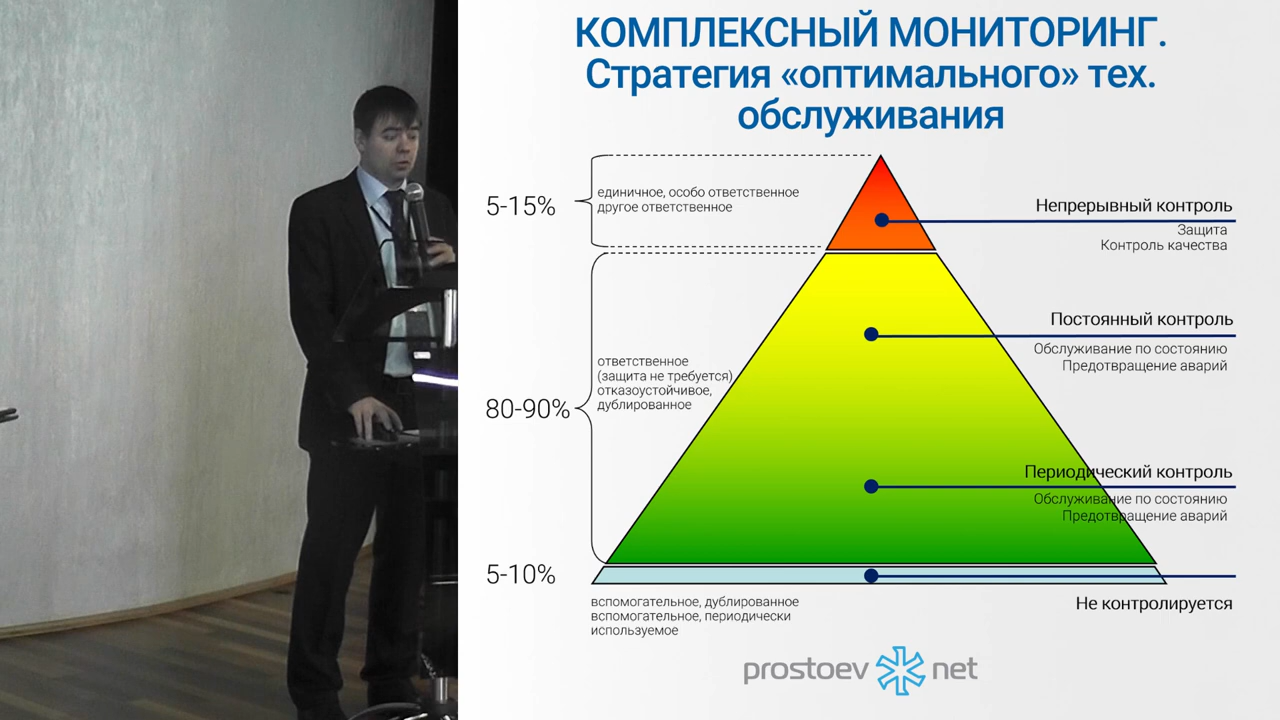 КОМПЛЕКСНЫЙ МОНИТОРИНГ.
Стратегия «оптимального» тех.
обслуживания
5-15%
единичное, особо ответственное
другое ответственное
Непрерывный контроль
Защита
Контроль качества
Постоянный контроль
Обслуживание по состоянию
Предотвращение аварий
80-90%
ответственное
(защита не требуется)
отказоустойчивое,
дублированное
Периодический контроль
Обслуживание по состоянию
Предотвращение аварий
5-10%
вспомогательное, дублированное
вспомогательное, периодически
используемое
Не контролируется
prostoev net